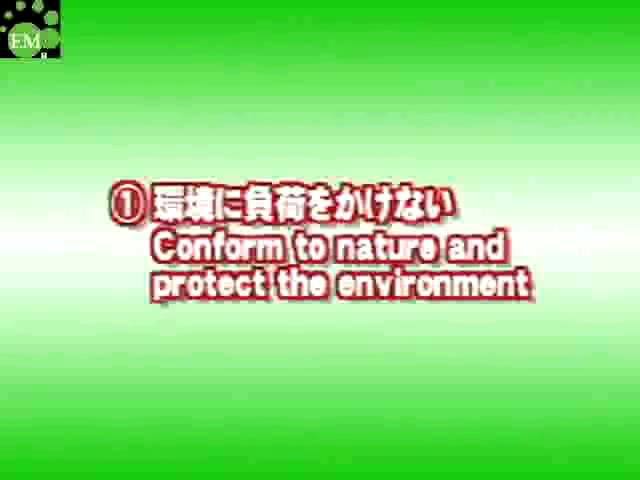 EM
① 環境に負荷をかけない
Conform to nature and
protect the environment